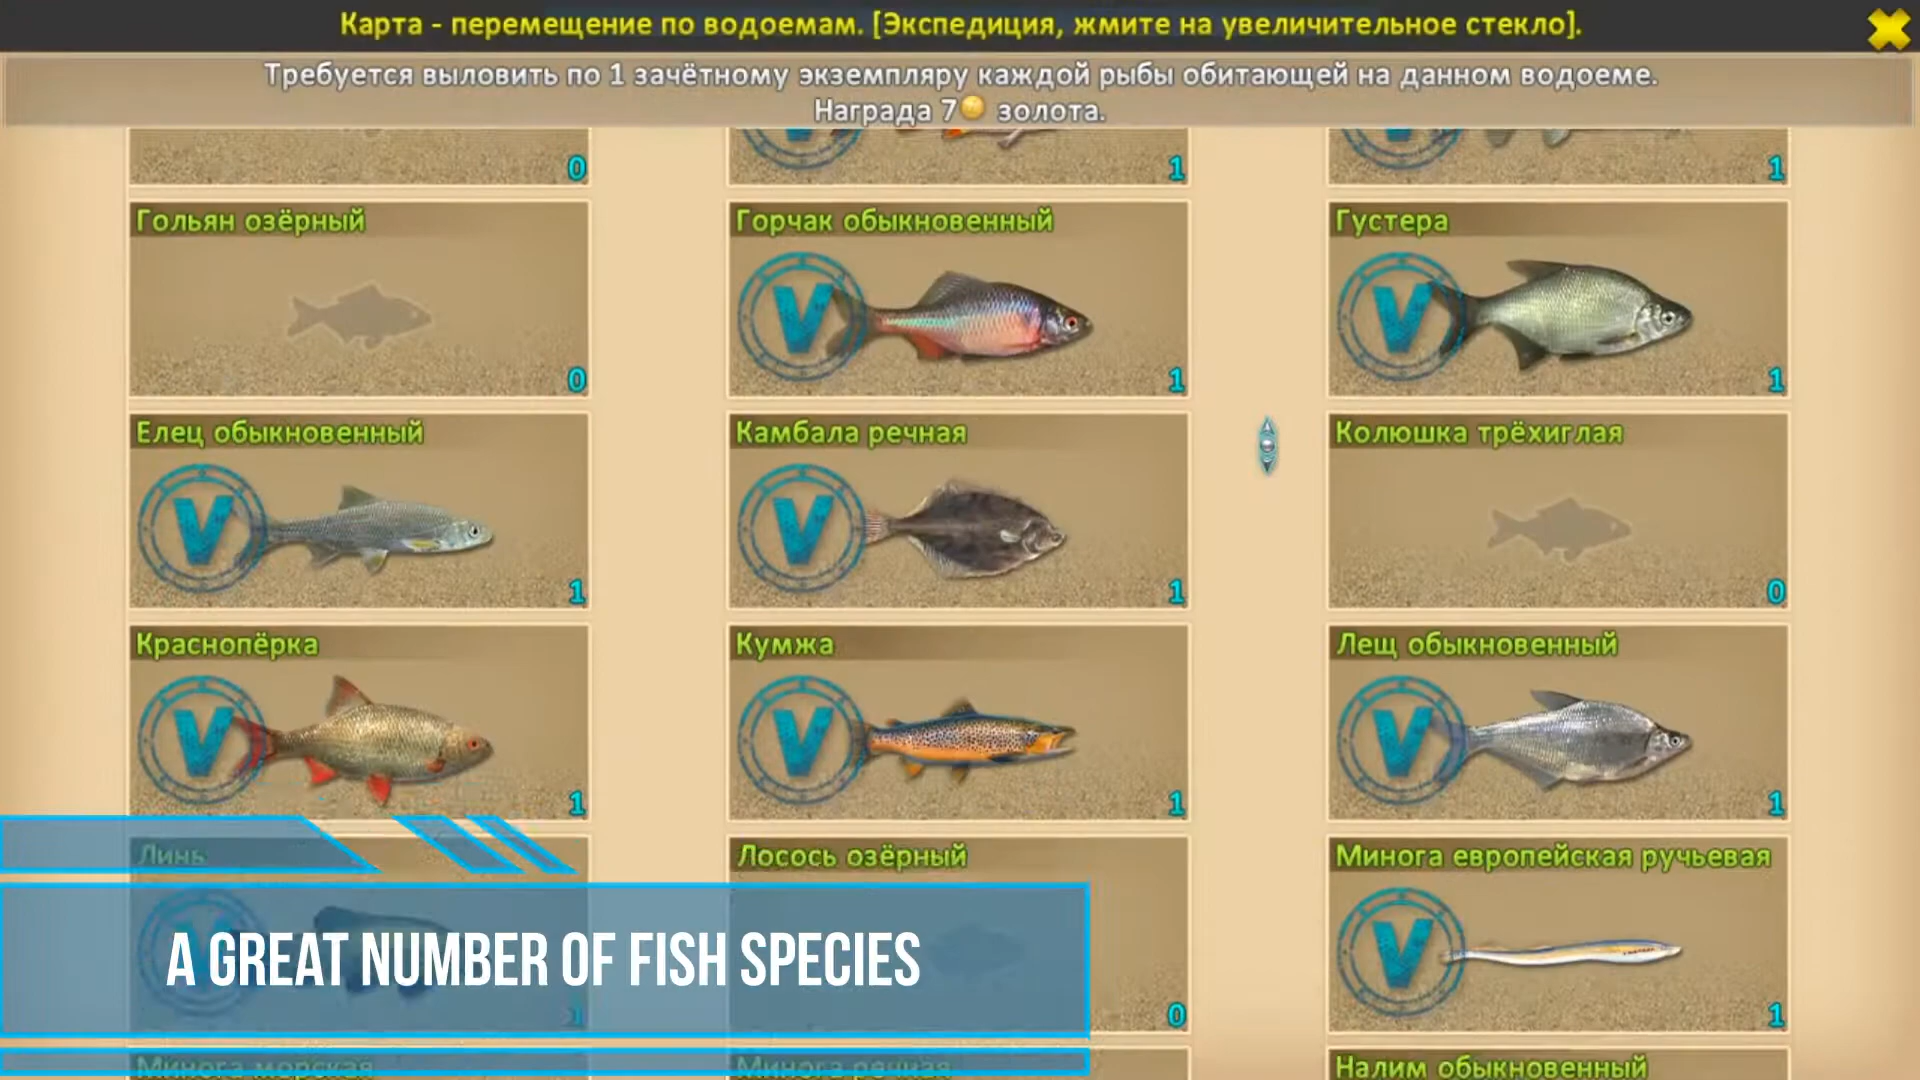 Карта - перемещение по водоемам. [Экспедиция, жмите на увеличительное стекло].
Требуется выловить по 1 зачётному экземпляру каждой рыбы обитающей на данном водоеме.
Награда 7 золота.
0
1
1
Гольян озёрный
0
Горчак обыкновенный
V
1
Густера
V
1
Елец обыкновенный
V
1
Камбала речная
V
1
Колюшка трёхиглая
0
Краснопёрка
V
1
Кумжа
V
1
Лещ обыкновенный
V
1
Линь
V
1
Лосось озёрный
0
Минога европейская ручьевая
V
1
A GREAT NUMBER OF FISH SPECIES
Минога морская
Минога речная
Налим обыкновенный